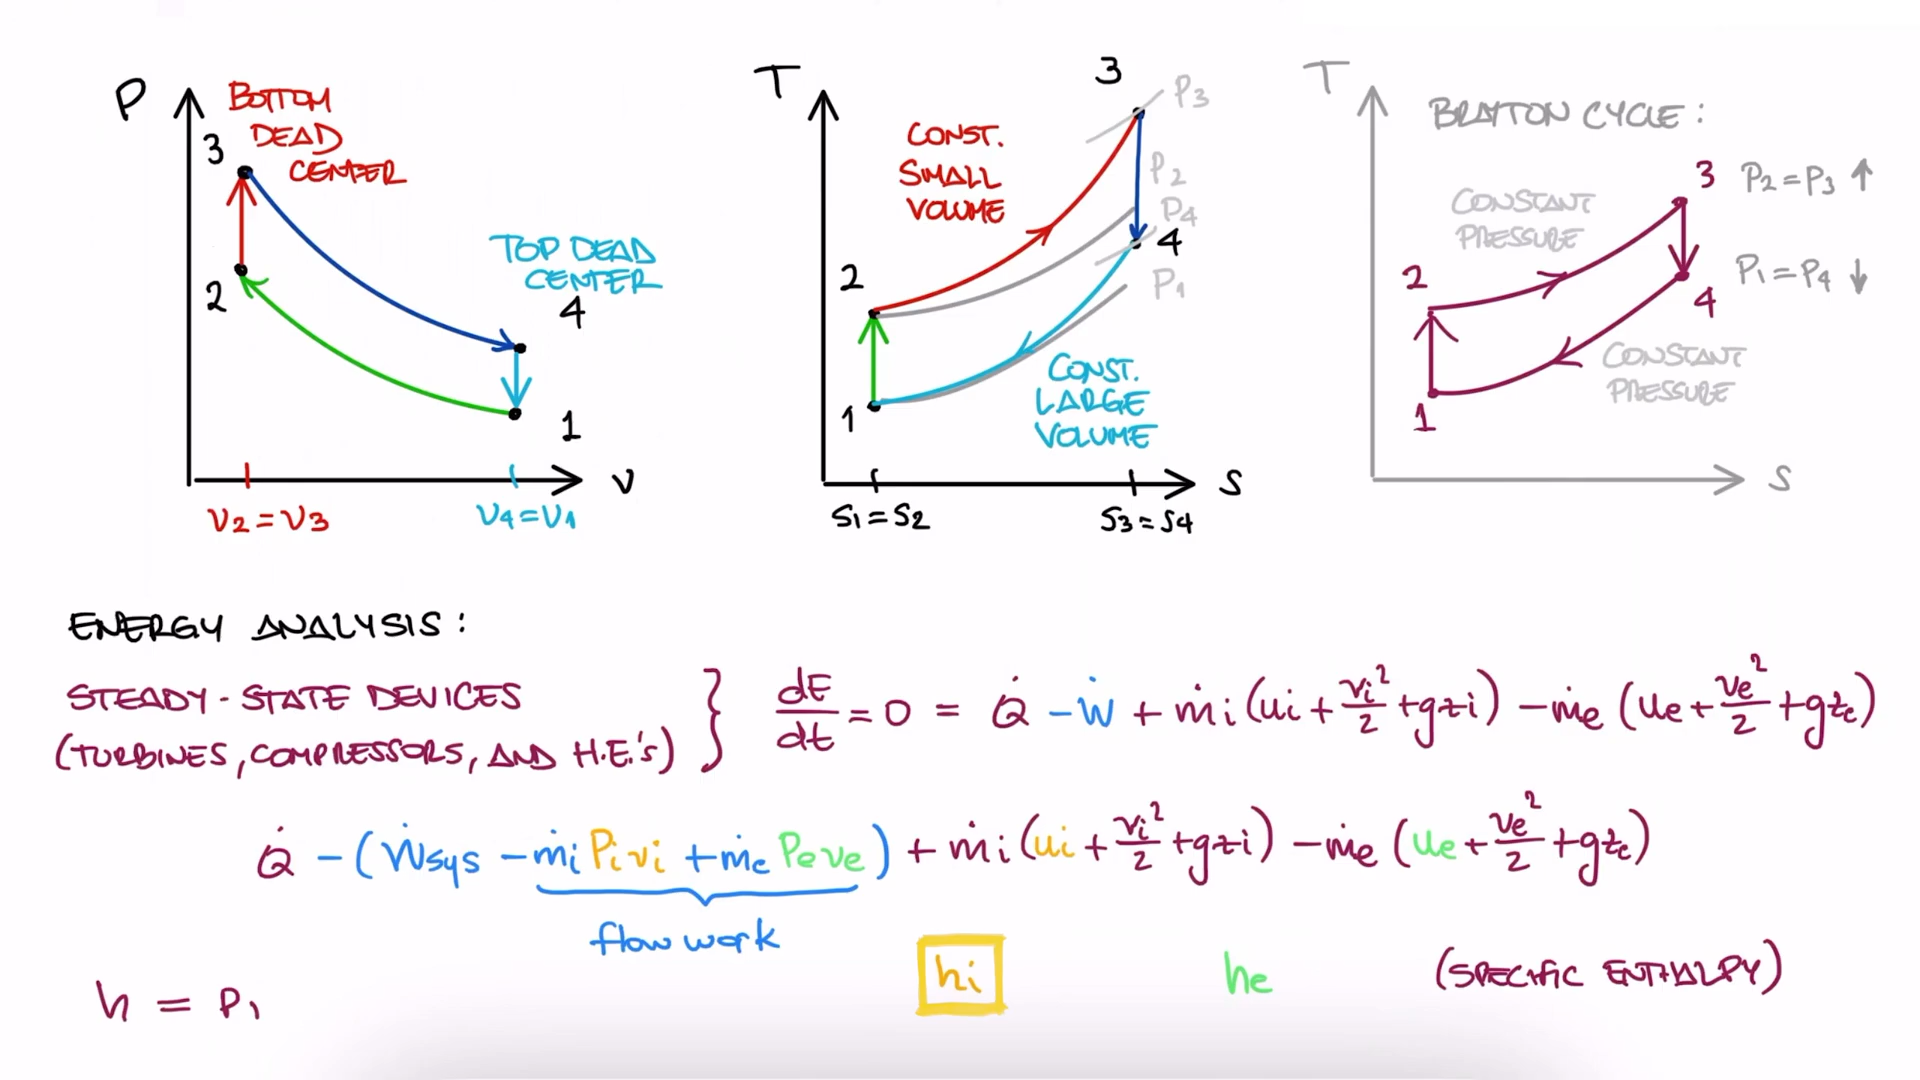 P
BOTTOM
DEAD
CENTER
3
2
TOP DEAD
CENTER
4
1
v
v2 = v3
v4 = v1
T
3
P3
CONST.
SMALL
VOLUME
P2
P4
4
P1
2
1
CONST.
LARGE
VOLUME
S
S1 = S2
S3 = S4
T
BRAYTON CYCLE:
3
P2 = P3 ↑
CONSTANT
PRESSURE
P1 = P4 ↓
2
4
CONSTANT
PRESSURE
1
S
ENERGY ANALYSIS:
STEADY-STATE DEVICES
(TURBINES, COMPRESSORS, AND H.E.'s)
dE/dt = 0 = Q̇ - Ẇ + ṁi (ui + vi²/2 + gzi) - ṁe (ue + ve²/2 + gze)
Q̇ - (Ẇsys - ṁi Pivi + ṁe Peve) + ṁi (ui + vi²/2 + gzi) - ṁe (ue + ve²/2 + gze)
flow work
hi
he
(SPECIFIC ENTHALPY)
h = P1